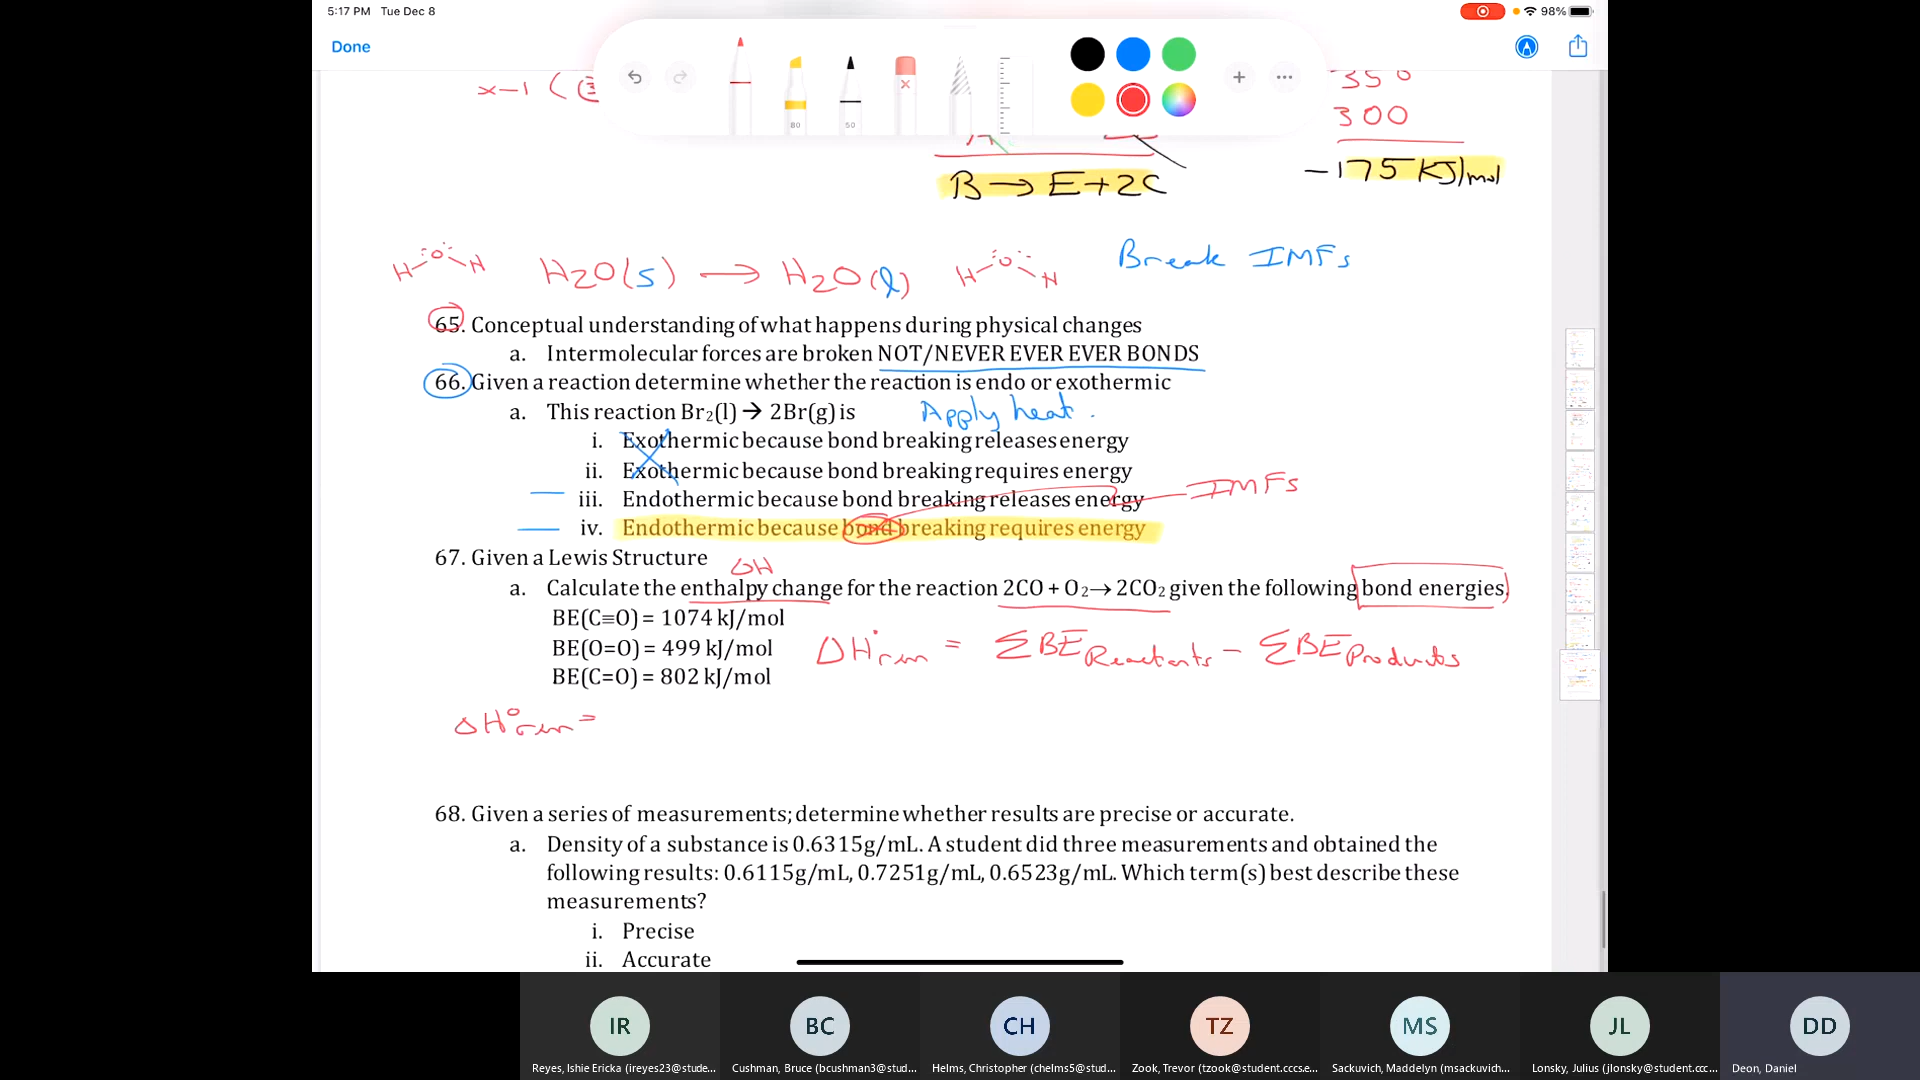 5:17 PM Tue Dec 8
98%
Done
80
50
x-1 (
350
300
B → E+2C
-175 KJ/mol
H O H H2O(s) → H2O(l) H O H
Break IMFs
65. Conceptual understanding of what happens during physical changes
a. Intermolecular forces are broken NOT/NEVER EVER EVER BONDS
66. Given a reaction determine whether the reaction is endo or exothermic
a. This reaction Br₂(l) → 2Br(g) is
Apply heat.
i. Exothermic because bond breaking releases energy
ii. Exothermic because bond breaking requires energy
iii. Endothermic because bond breaking releases energy
IMFs
iv. Endothermic because bond breaking requires energy
67. Given a Lewis Structure
ΔH
a. Calculate the enthalpy change for the reaction 2CO + O₂→ 2CO₂ given the following bond energies.
BE(C≡O) = 1074 kJ/mol
BE(O=O) = 499 kJ/mol
BE(C=O) = 802 kJ/mol
ΔH°rxn = ΣBE Reactants - ΣBE Products
ΔH°rxn =
68. Given a series of measurements; determine whether results are precise or accurate.
a. Density of a substance is 0.6315g/mL. A student did three measurements and obtained the
following results: 0.6115g/mL, 0.7251g/mL, 0.6523g/mL. Which term(s) best describe these
measurements?
i. Precise
ii. Accurate
IR BC CH TZ MS JL DD
Reyes, Ishie Ericka (ireyes23@stude... Cushman, Bruce (bcushman3@stud... Helms, Christopher (chelms5@stud... Zook, Trevor (tzook@student.cccs.e... Sackuvich, Maddelyn (msackuvich... Lonsky, Julius (jlonsky@student.ccc... Deon, Daniel